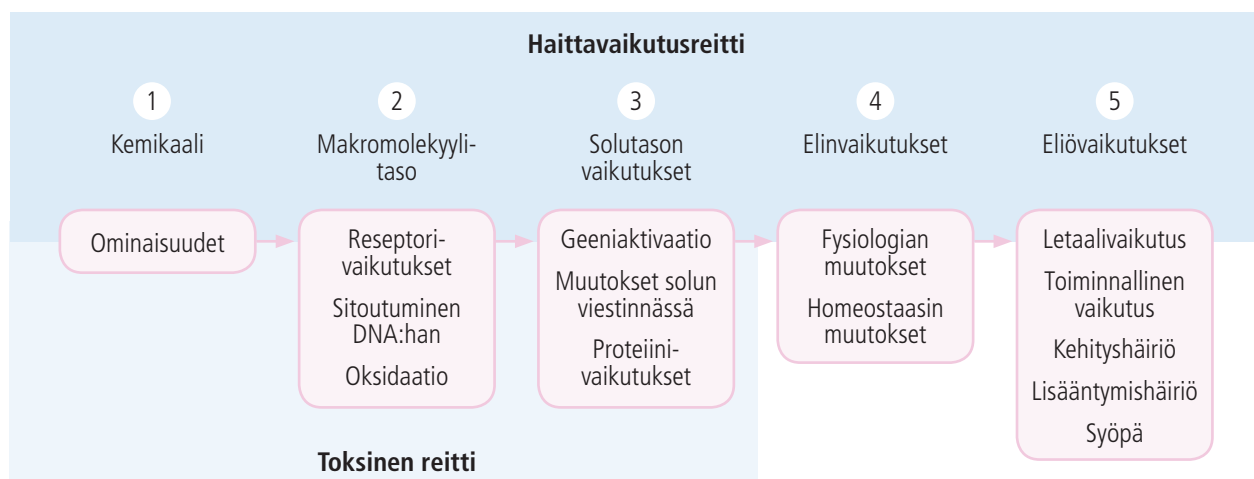 Haittavaikutusreitti
1
Kemikaali
2
Makromolekyyli-
taso
3
Solutason
vaikutukset
4
Elinvaikutukset
5
Eliövaikutukset
Ominaisuudet
Reseptori-
vaikutukset
Sitoutuminen
DNA:han
Oksidaatio
Geeniaktivaatio
Muutokset solun
viestinnässä
Proteiini-
vaikutukset
Fysiologian
muutokset
Homeostaasin
muutokset
Letaalivaikutus
Toiminnallinen
vaikutus
Kehityshäiriö
Lisääntymishäiriö
Syöpä
Toksinen reitti